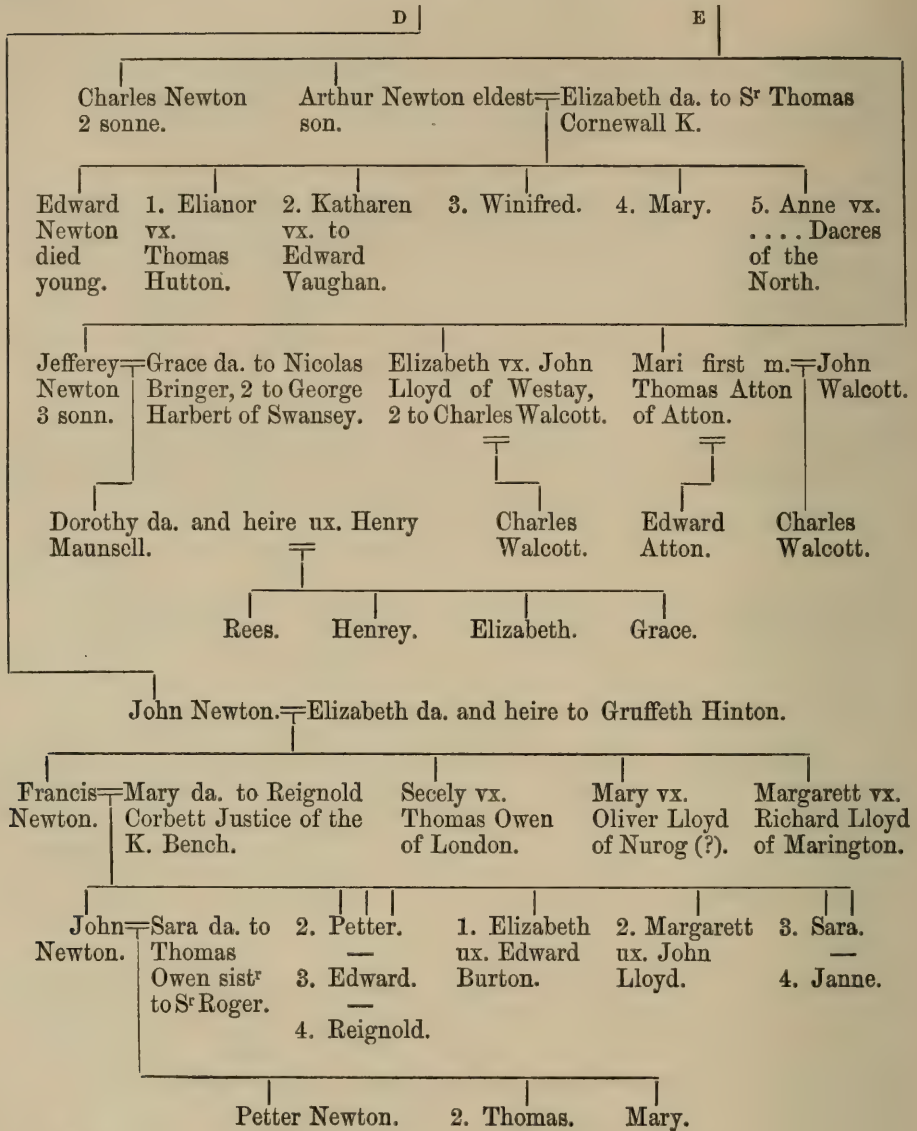 D E
Charles Newton
2 sonne.
Arthur Newton eldest
son.
Elizabeth da. to Sʳ Thomas
Cornewall K.
Edward
Newton
died
young.
1. Elianor
vx.
Thomas
Hutton.
2. Katharen
vx. to
Edward
Vaughan.
3. Winifred.
4. Mary.
5. Anne vx.
. . . . Dacres
of the
North.
Jefferey
Newton
3 sonn.
Grace da. to Nicolas
Bringer, 2 to George
Harbert of Swansey.
Elizabeth vx. John
Lloyd of Westay,
2 to Charles Walcott.
Mari first m.
Thomas Atton
of Atton.
John
Walcott.
Dorothy da. and heire ux. Henry
Maunsell.
Charles
Walcott.
Edward
Atton.
Charles
Walcott.
Rees. Henrey. Elizabeth. Grace.
John Newton. Elizabeth da. and heire to Gruffeth Hinton.
Francis
Newton.
Mary da. to Reignold
Corbett Justice of the
K. Bench.
Secely vx.
Thomas Owen
of London.
Mary vx.
Oliver Lloyd
of Nurog (?).
Margarett vx.
Richard Lloyd
of Marington.
John
Newton.
Sara da. to
Thomas
Owen sistʳ
to Sʳ Roger.
2. Petter.
—
3. Edward.
—
4. Reignold.
1. Elizabeth
ux. Edward
Burton.
2. Margarett
ux. John
Lloyd.
3. Sara.
—
4. Janne.
Petter Newton. 2. Thomas. Mary.